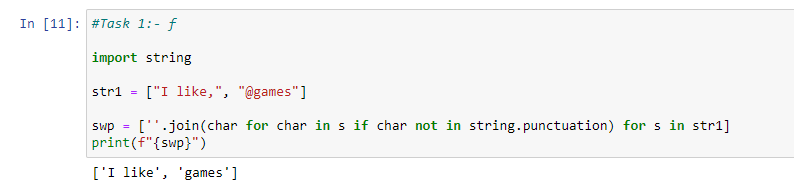 In [11]: #Task 1:- f
import string
str1 = ["I like,", "@games"]
swp = [''.join(char for char in s if char not in string.punctuation) for s in str1]
print(f"{swp}")
['I like', 'games']